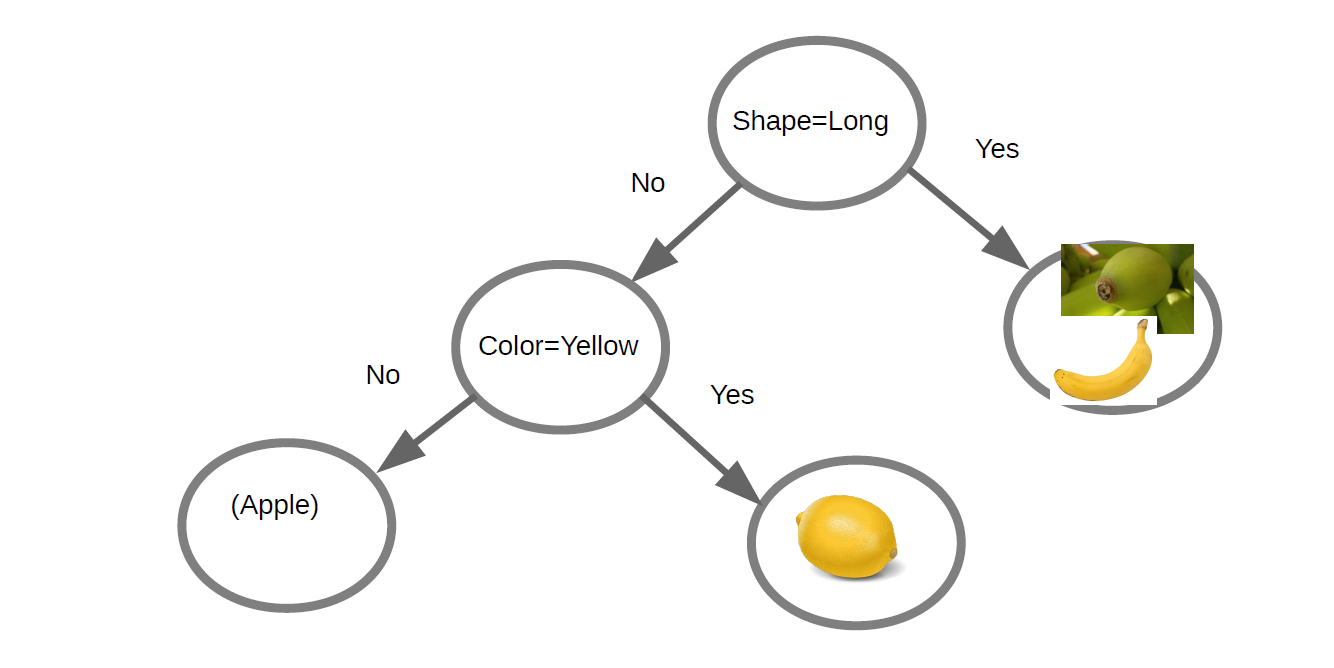 Shape=Long
Yes
No
Color=Yellow
No
Yes
(Apple)